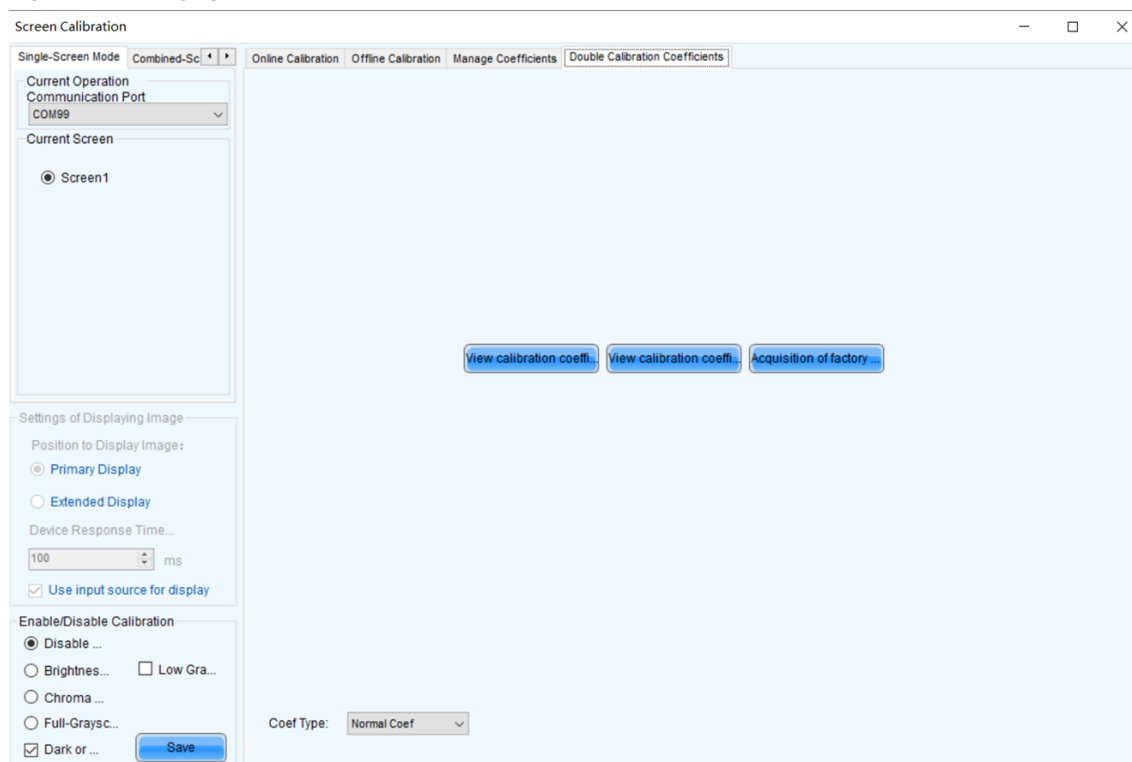 Screen Calibration
Single-Screen Mode Combined-Sc
Online Calibration Offline Calibration Manage Coefficients Double Calibration Coefficients
Current Operation
Communication Port
COM99
Current Screen
Screen1
View calibration coeffi... View calibration coeffi... Acquisition of factory ...
Settings of Displaying Image
Position to Display Image:
Primary Display
Extended Display
Device Response Time...
100 ms
Use input source for display
Enable/Disable Calibration
Disable ...
Brightnes... Low Gra...
Chroma ...
Full-Graysc...
Coef Type: Normal Coef
Dark or ... Save